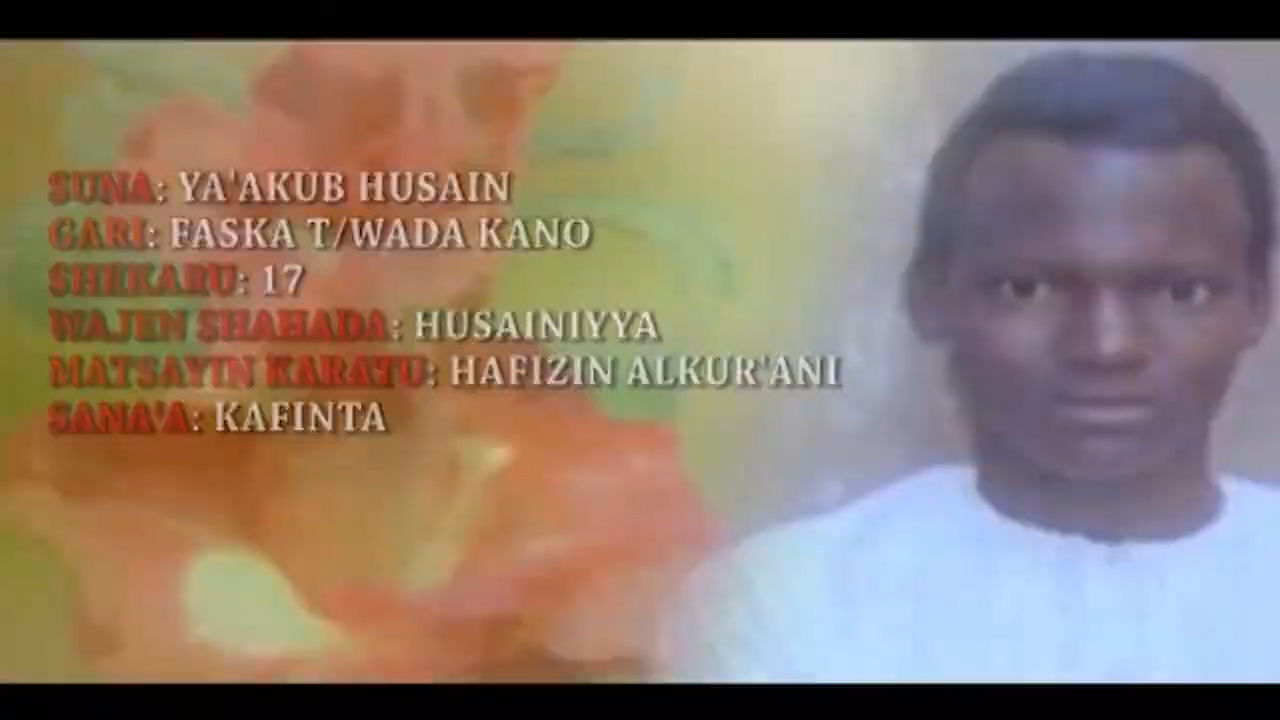 SUNA: YA'AKUB HUSAIN
GARI: FASKA T/WADA KANO
SHEKARU: 17
WAJEN SHAHADA: HUSAINIYYA
MATSAYIN KARATU: HAFIZIN ALKUR'ANI
SANA'A: KAFINTA